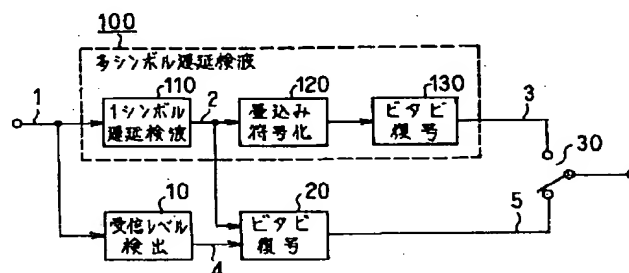 100
多シンボル遅延検波
110
120
130
1
1シンボル
遅延検波
2
畳込み
符号化
ビタビ
復号
3
30
10
20
受信レベル
検出
4
ビタビ
復号
5